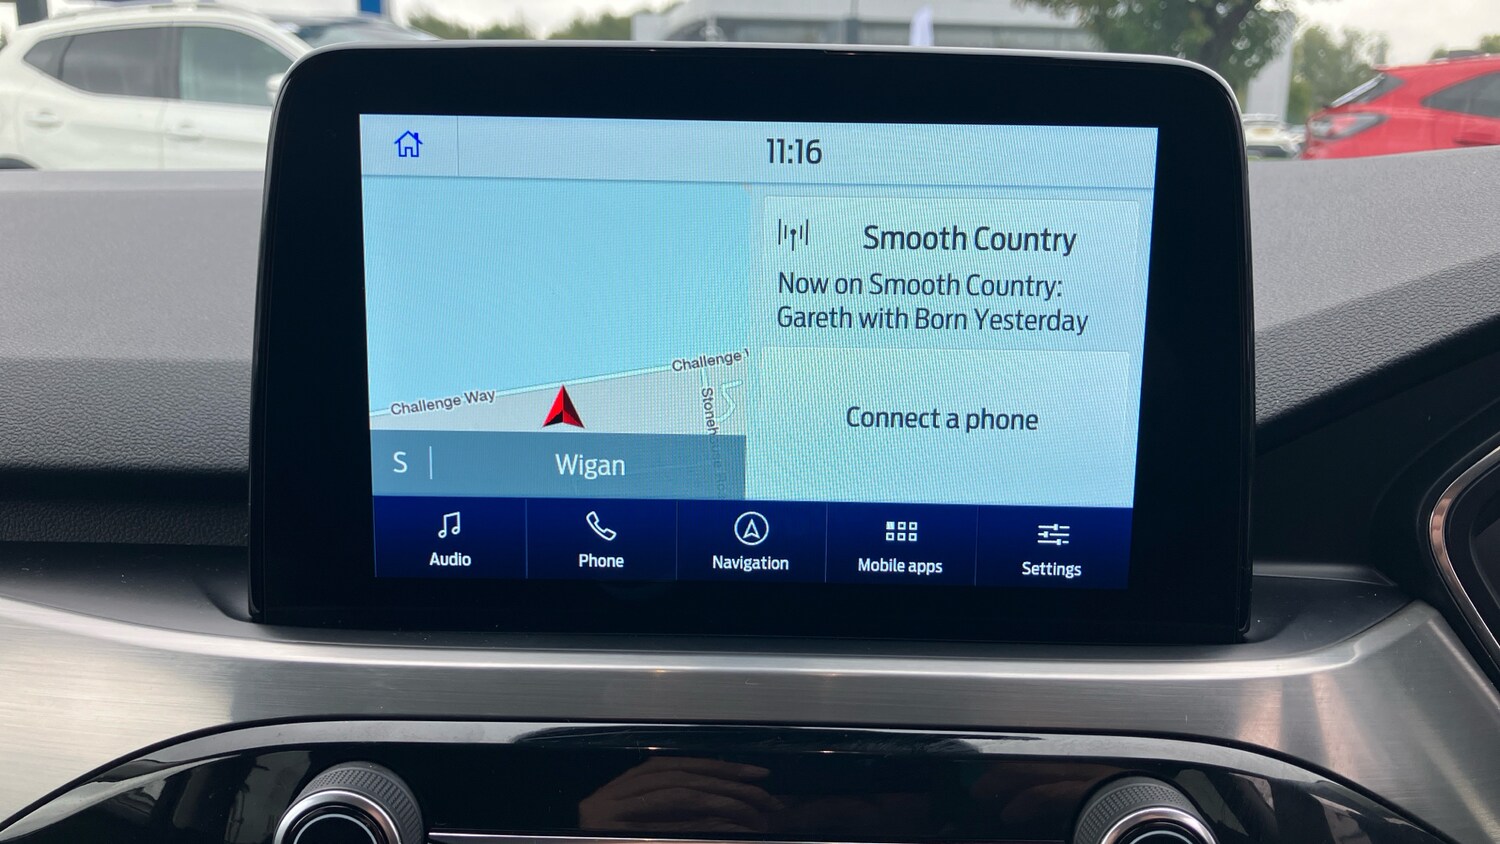 11:16
Smooth Country
Now on Smooth Country:
Gareth with Born Yesterday
Challenge
Challenge Way
Connect a phone
S
Wigan
Audio
Phone
Navigation
Mobile apps
Settings